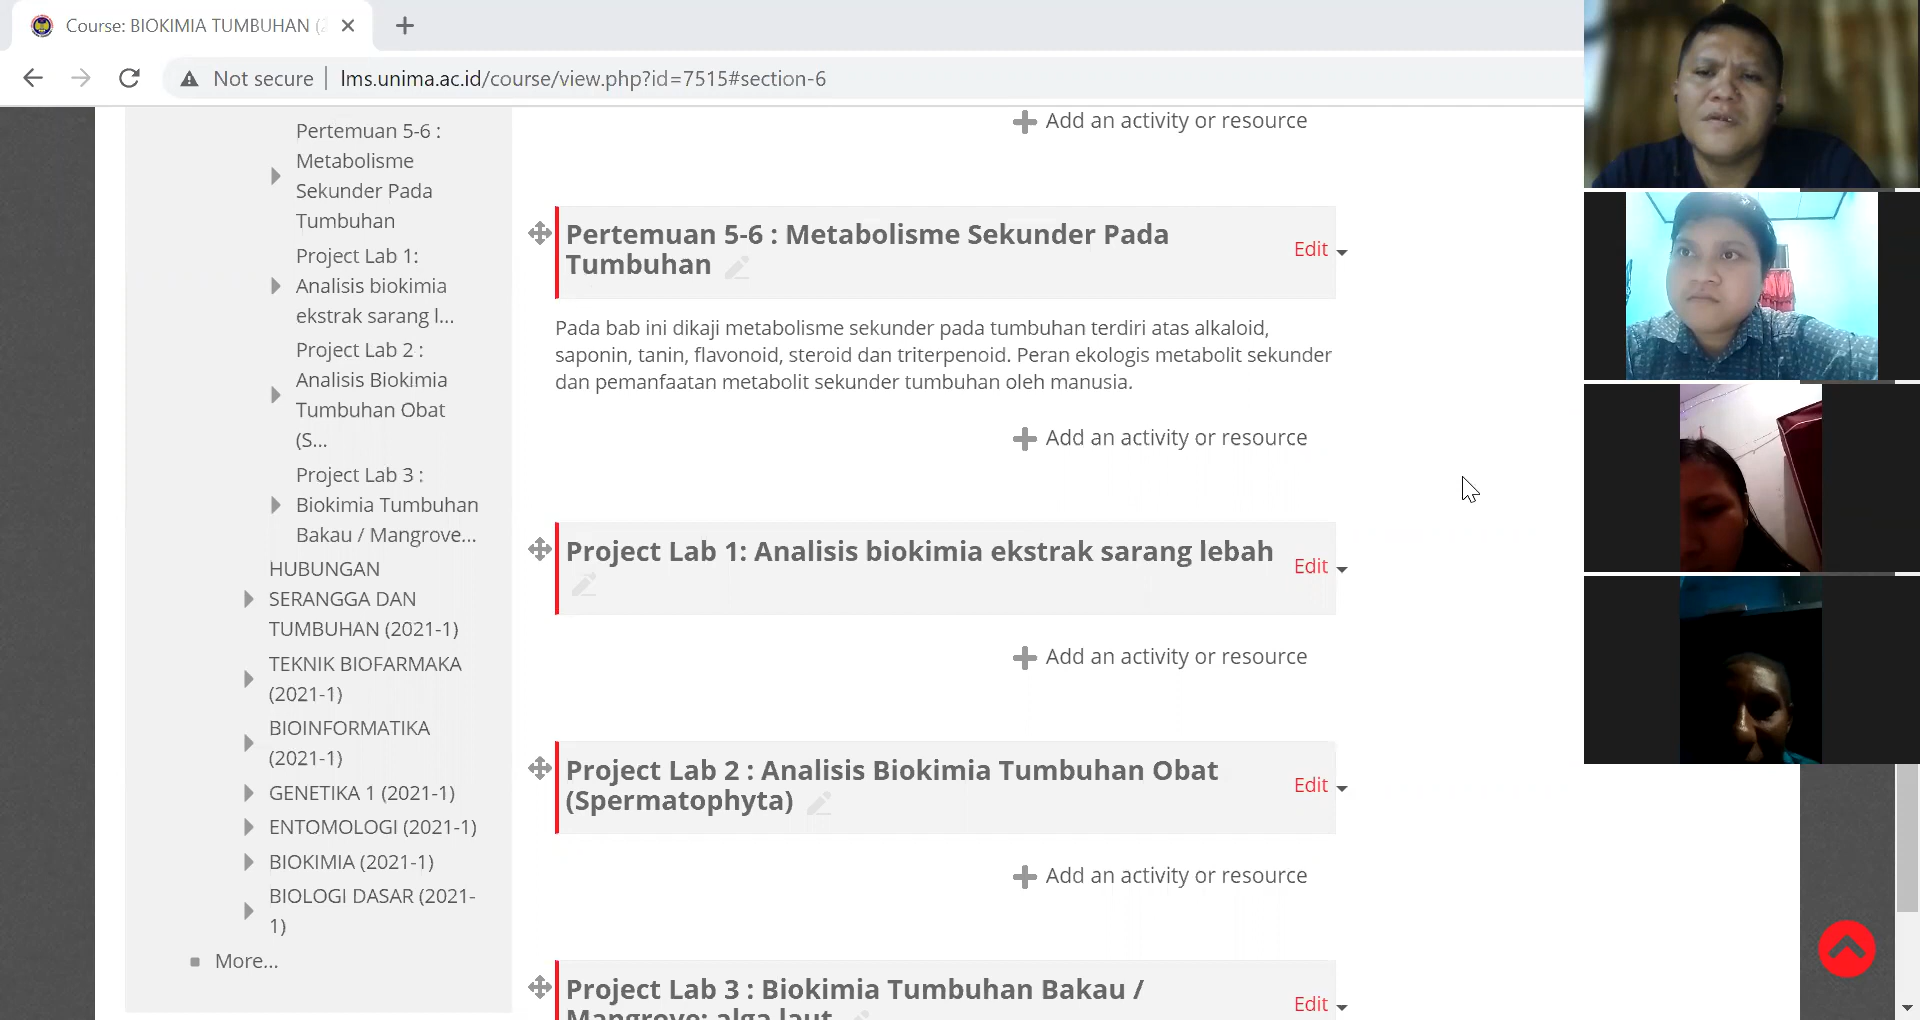 Course: BIOKIMIA TUMBUHAN (2
Not secure
lms.unima.ac.id/course/view.php?id=7515#section-6
Pertemuan 5-6 :
Metabolisme
Sekunder Pada
Tumbuhan
Project Lab 1:
Analisis biokimia
ekstrak sarang l...
Project Lab 2 :
Analisis Biokimia
Tumbuhan Obat
(S...
Project Lab 3 :
Biokimia Tumbuhan
Bakau / Mangrove...
HUBUNGAN
SERANGGA DAN
TUMBUHAN (2021-1)
TEKNIK BIOFARMAKA
(2021-1)
BIOINFORMATIKA
(2021-1)
GENETIKA 1 (2021-1)
ENTOMOLOGI (2021-1)
BIOKIMIA (2021-1)
BIOLOGI DASAR (2021-
1)
More...
Add an activity or resource
Pertemuan 5-6 : Metabolisme Sekunder Pada
Tumbuhan
Edit
Pada bab ini dikaji metabolisme sekunder pada tumbuhan terdiri atas alkaloid,
saponin, tanin, flavonoid, steroid dan triterpenoid. Peran ekologis metabolit sekunder
dan pemanfaatan metabolit sekunder tumbuhan oleh manusia.
Add an activity or resource
Project Lab 1: Analisis biokimia ekstrak sarang lebah
Edit
Add an activity or resource
Project Lab 2 : Analisis Biokimia Tumbuhan Obat
(Spermatophyta)
Edit
Add an activity or resource
Project Lab 3 : Biokimia Tumbuhan Bakau /
Mangrove: alga laut
Edit